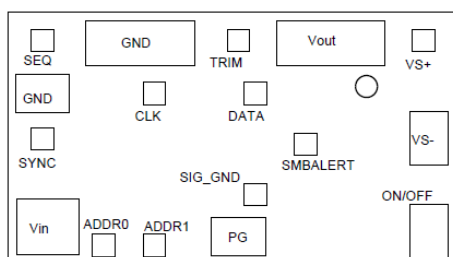 GND
Vout
SEQ
TRIM
VS+
GND
CLK
DATA
SYNC
SMBALERT
VS-
SIG_GND
ON/OFF
Vin
ADDR0
ADDR1
PG